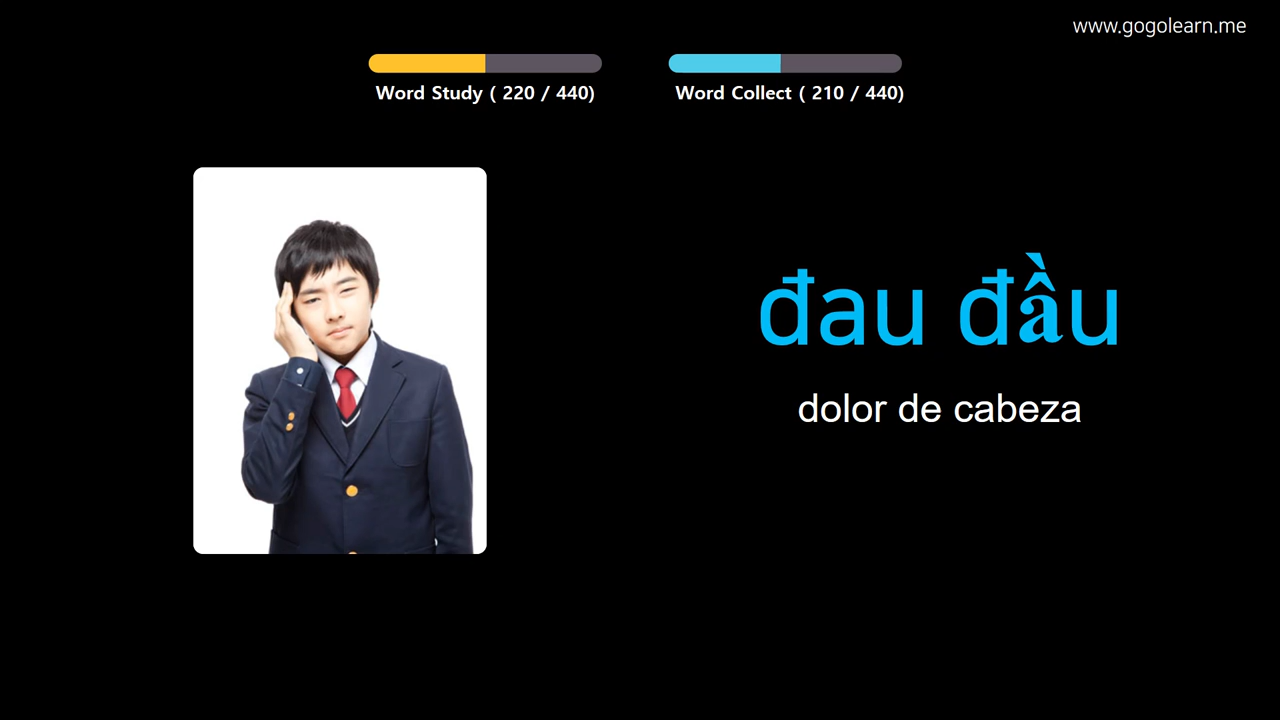 www.gogolearn.me
Word Study ( 220 / 440)
Word Collect ( 210 / 440)
đau đầu
dolor de cabeza